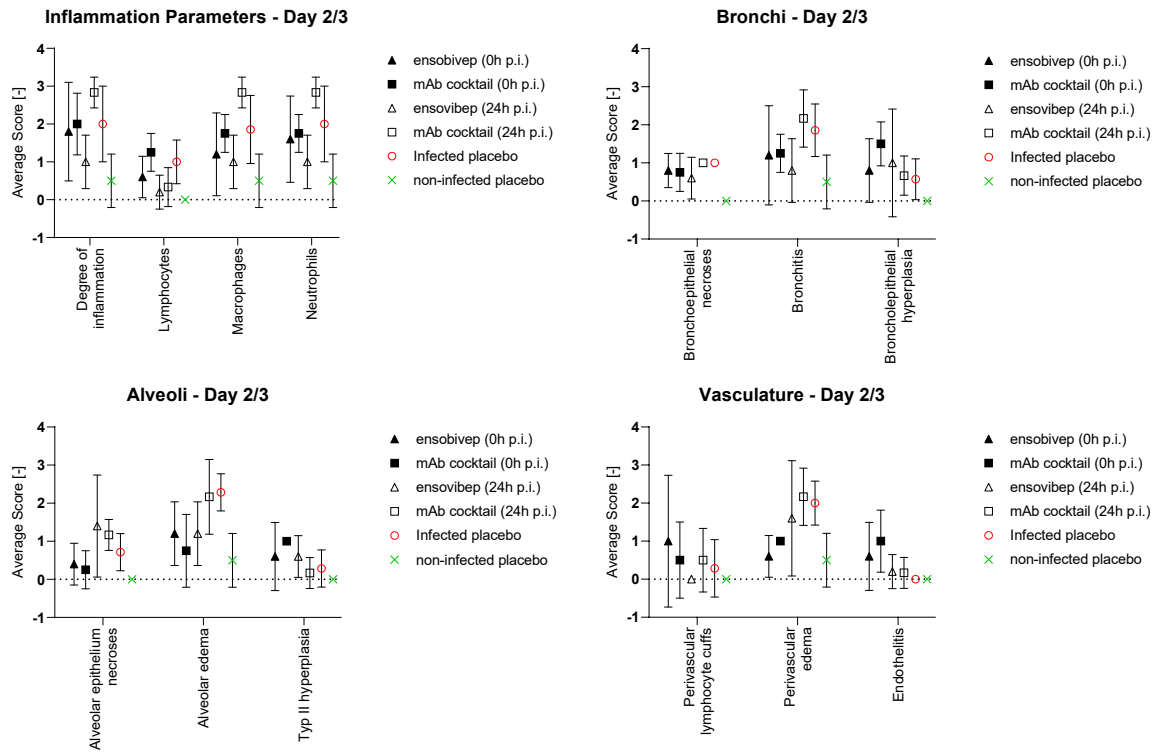 Inflammation Parameters - Day 2/3
4
3
2
1
0
-1
Average Score [-]
Degree of
inflammation
Lymphocytes
Macrophages
Neutrophils
ensobivep (0h p.i.)
mAb cocktail (0h p.i.)
ensovibep (24h p.i.)
mAb cocktail (24h p.i.)
Infected placebo
non-infected placebo
Bronchi - Day 2/3
4
3
2
1
0
-1
Average Score [-]
Bronchoepithelial
necroses
Bronchitis
Broncholepithelial
hyperplasia
ensobivep (0h p.i.)
mAb cocktail (0h p.i.)
ensovibep (24h p.i.)
mAb cocktail (24h p.i.)
Infected placebo
non-infected placebo
Alveoli - Day 2/3
4
3
2
1
0
-1
Average Score [-]
Alveolar epithelium
necroses
Alveolar edema
Typ II hyperplasia
ensobivep (0h p.i.)
mAb cocktail (0h p.i.)
ensovibep (24h p.i.)
mAb cocktail (24h p.i.)
Infected placebo
non-infected placebo
Vasculature - Day 2/3
4
3
2
1
0
-1
Average Score [-]
Perivascular
lymphocyte cuffs
Perivascular
edema
Endothelitis
ensobivep (0h p.i.)
mAb cocktail (0h p.i.)
ensovibep (24h p.i.)
mAb cocktail (24h p.i.)
Infected placebo
non-infected placebo